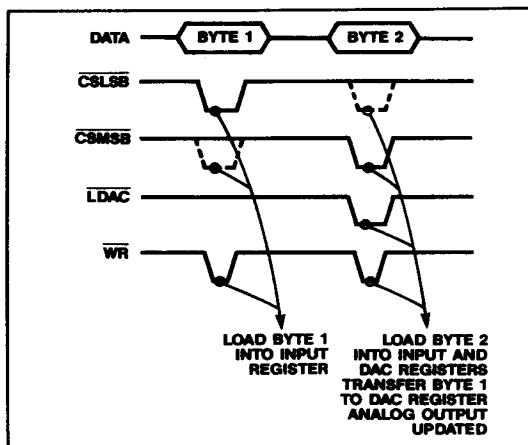 DATA
BYTE 1
BYTE 2
CSLSB
CSMSB
LDAC
WR
LOAD BYTE 1
INTO INPUT
REGISTER
LOAD BYTE 2
INTO INPUT AND
DAC REGISTERS
TRANSFER BYTE 1
TO DAC REGISTER
ANALOG OUTPUT
UPDATED